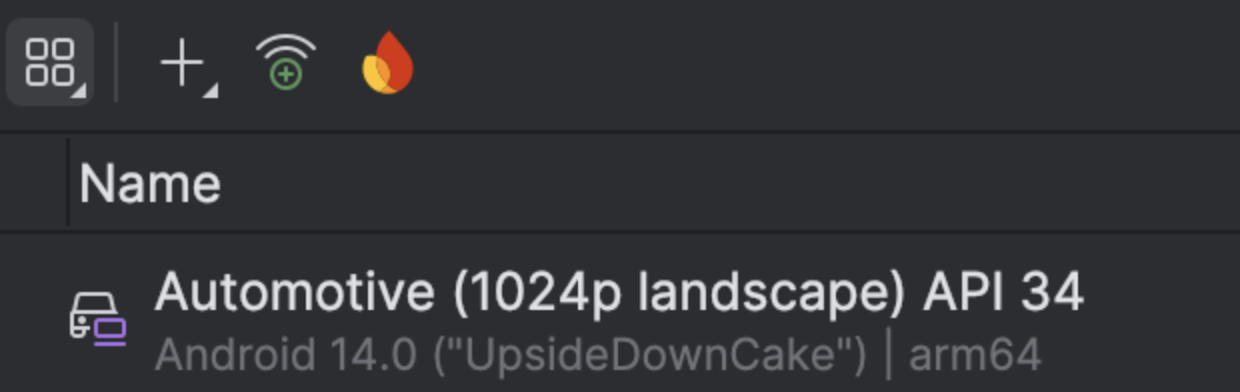 Name
Automotive (1024p landscape) API 34
Android 14.0 ("UpsideDownCake") | arm64